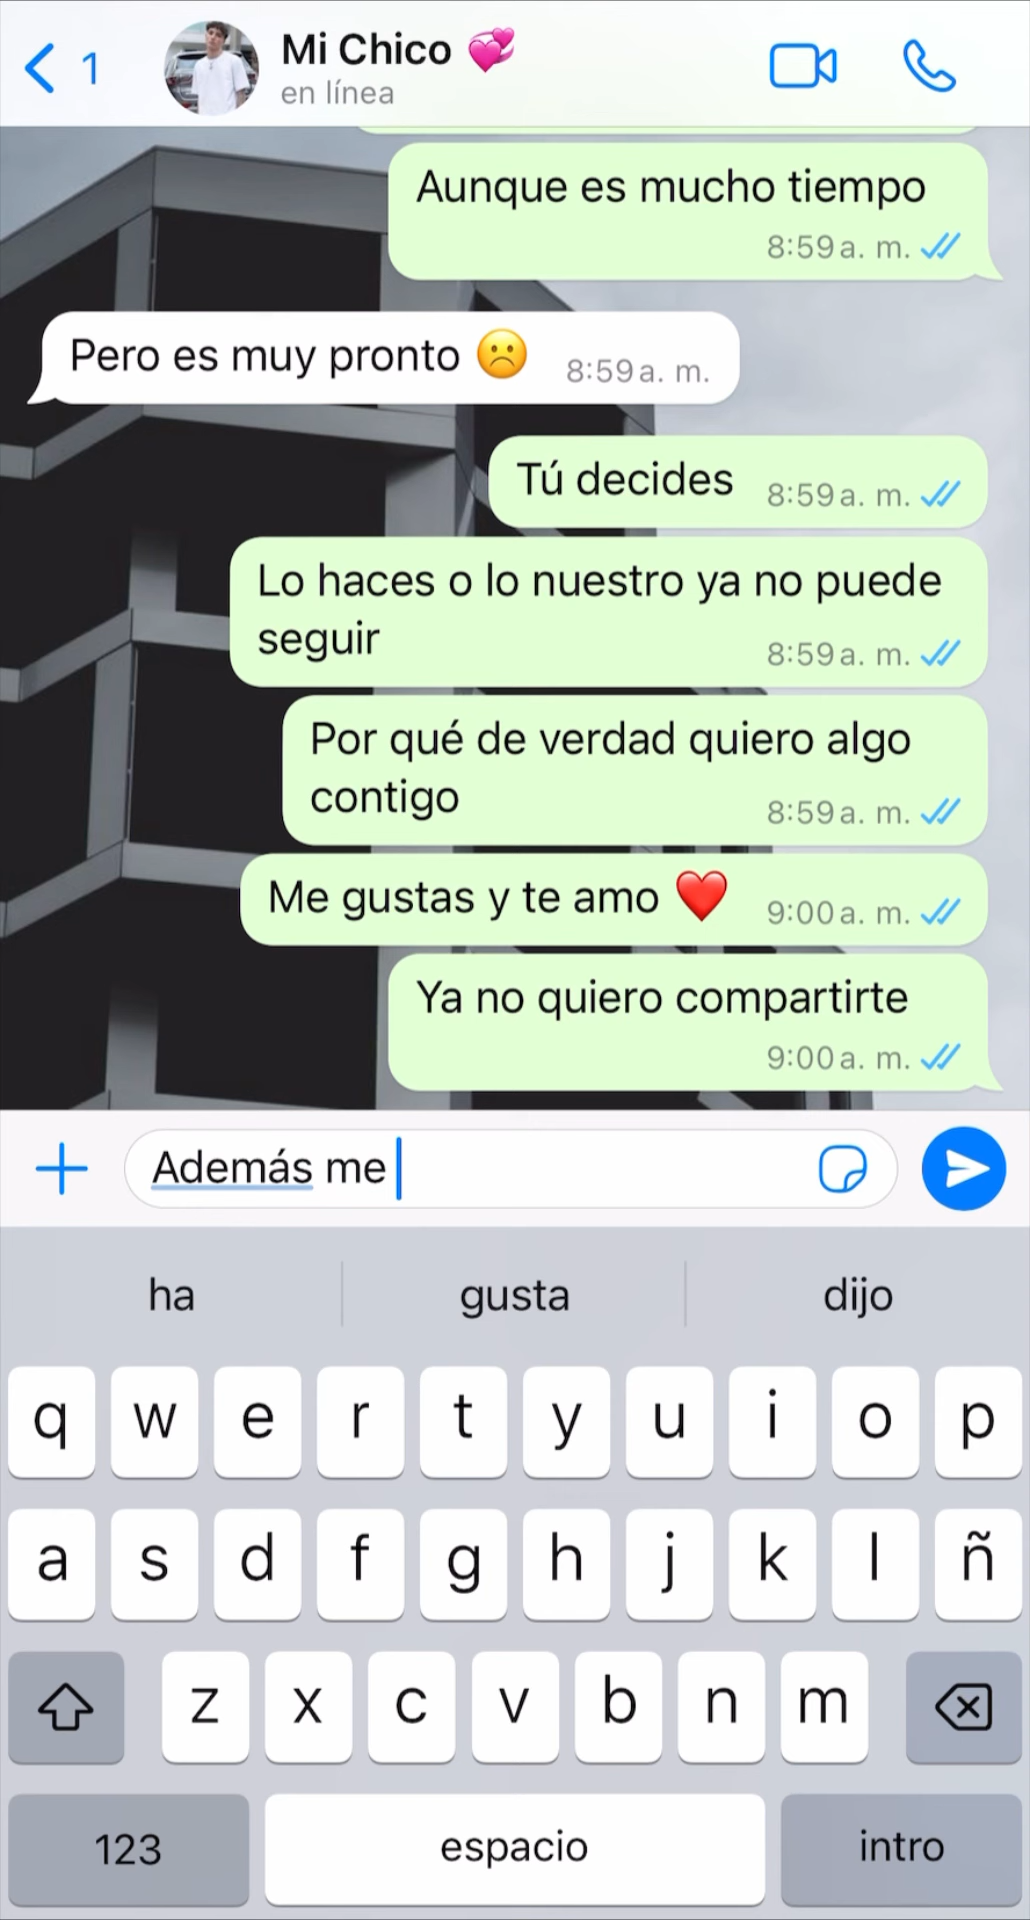 1
Mi Chico 💞
en línea
Aunque es mucho tiempo
8:59 a. m.
Pero es muy pronto ☹️ 8:59 a. m.
Tú decides 8:59 a. m.
Lo haces o lo nuestro ya no puede
seguir 8:59 a. m.
Por qué de verdad quiero algo
contigo 8:59 a. m.
Me gustas y te amo ❤️ 9:00 a. m.
Ya no quiero compartirte
9:00 a. m.
Además me
ha gusta dijo
q w e r t y u i o p
a s d f g h j k l ñ
z x c v b n m
123 espacio intro